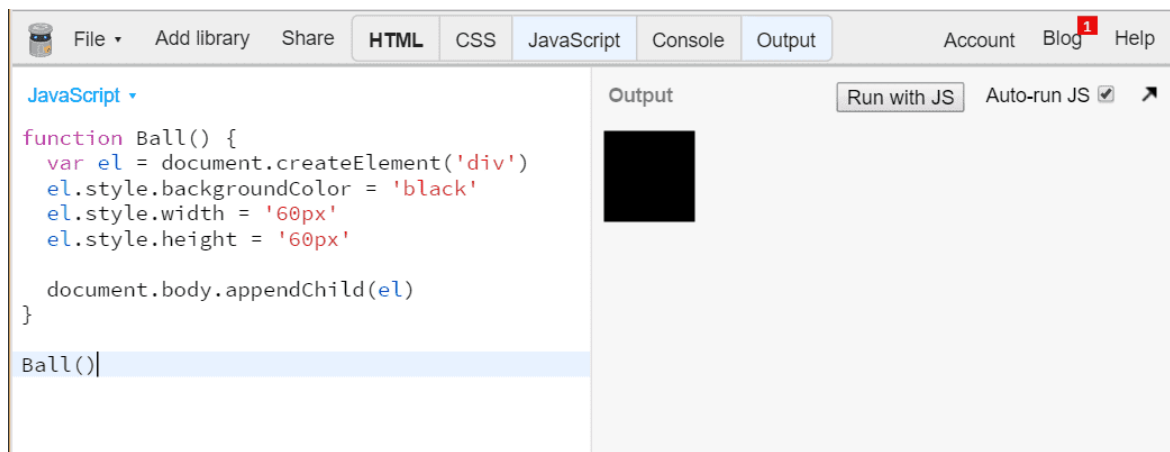 File ▾ Add library Share HTML CSS JavaScript Console Output Account Blog 1 Help
JavaScript ▾
function Ball() {
  var el = document.createElement('div')
  el.style.backgroundColor = 'black'
  el.style.width = '60px'
  el.style.height = '60px'

  document.body.appendChild(el)
}

Ball()
Output Run with JS Auto-run JS